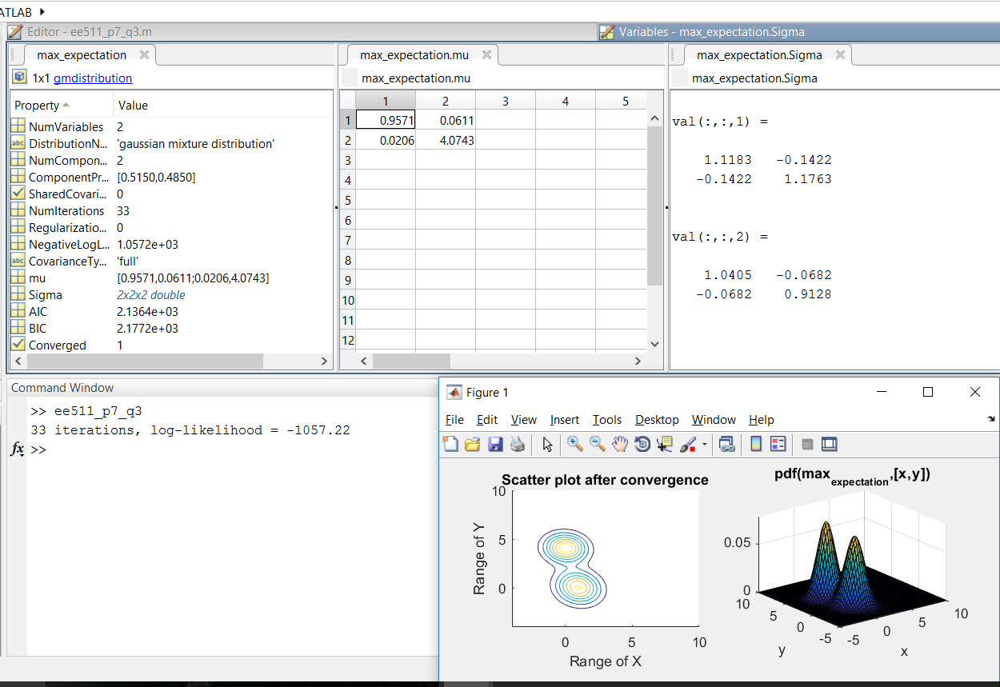 ATLAB
Editor - ee511_p7_q3.m
Variables - max_expectation.Sigma
max_expectation
1x1 gmdistribution
Property Value
NumVariables 2
abc DistributionN... 'gaussian mixture distribution'
NumCompon... 2
ComponentPr... [0.5150,0.4850]
SharedCovari... 0
NumIterations 33
Regularizatio... 0
NegativeLogL... 1.0572e+03
abc CovarianceTy... 'full'
mu [0.9571,0.0611;0.0206,4.0743]
Sigma 2x2x2 double
AIC 2.1364e+03
BIC 2.1772e+03
Converged 1
max_expectation.mu
max_expectation.mu
1 2 3 4 5
1 0.9571 0.0611
2 0.0206 4.0743
3
4
5
6
7
8
9
10
11
12
max_expectation.Sigma
max_expectation.Sigma
val(:,:,1) =
1.1183 -0.1422
-0.1422 1.1763
val(:,:,2) =
1.0405 -0.0682
-0.0682 0.9128
Command Window
>> ee511_p7_q3
33 iterations, log-likelihood = -1057.22
fx >>
Figure 1
File Edit View Insert Tools Desktop Window Help
Scatter plot after convergence
10
5
0
Range of Y
0 5 10
Range of X
pdf(max_expectation,[x,y])
0.05
0
10
5
0
-5
y
-5
0
5
10
x